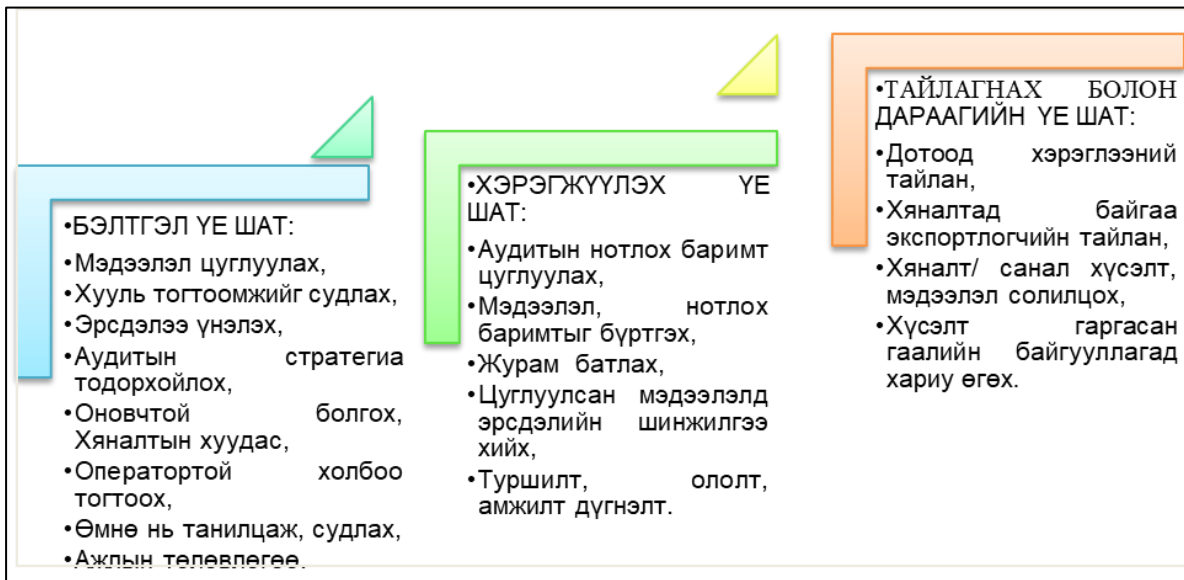 •БЭЛТГЭЛ ҮЕ ШАТ:
•Мэдээлэл цуглуулах,
•Хууль тогтоомжийг судлах,
•Эрсдэлээ үнэлэх,
•Аудитын стратегиа
тодорхойлох,
•Оновчтой болгох,
Хяналтын хуудас,
•Оператортой холбоо
тогтоох,
•Өмнө нь танилцаж, судлах,
•Ажлын төлөвлөгөө.
•ХЭРЭГЖҮҮЛЭХ ҮЕ
ШАТ:
•Аудитын нотлох баримт
цуглуулах,
•Мэдээлэл, нотлох
баримтыг бүртгэх,
•Журам батлах,
•Цуглуулсан мэдээлэлд
эрсдэлийн шинжилгээ
хийх,
•Туршилт, ололт,
амжилт дүгнэлт.
•ТАЙЛАГНАХ БОЛОН
ДАРААГИЙН ҮЕ ШАТ:
•Дотоод хэрэглээний
тайлан,
•Хяналтад байгаа
экспортлогчийн тайлан,
•Хяналт/ санал хүсэлт,
мэдээлэл солилцох,
•Хүсэлт гаргасан
гаалийн байгууллагад
хариу өгөх.